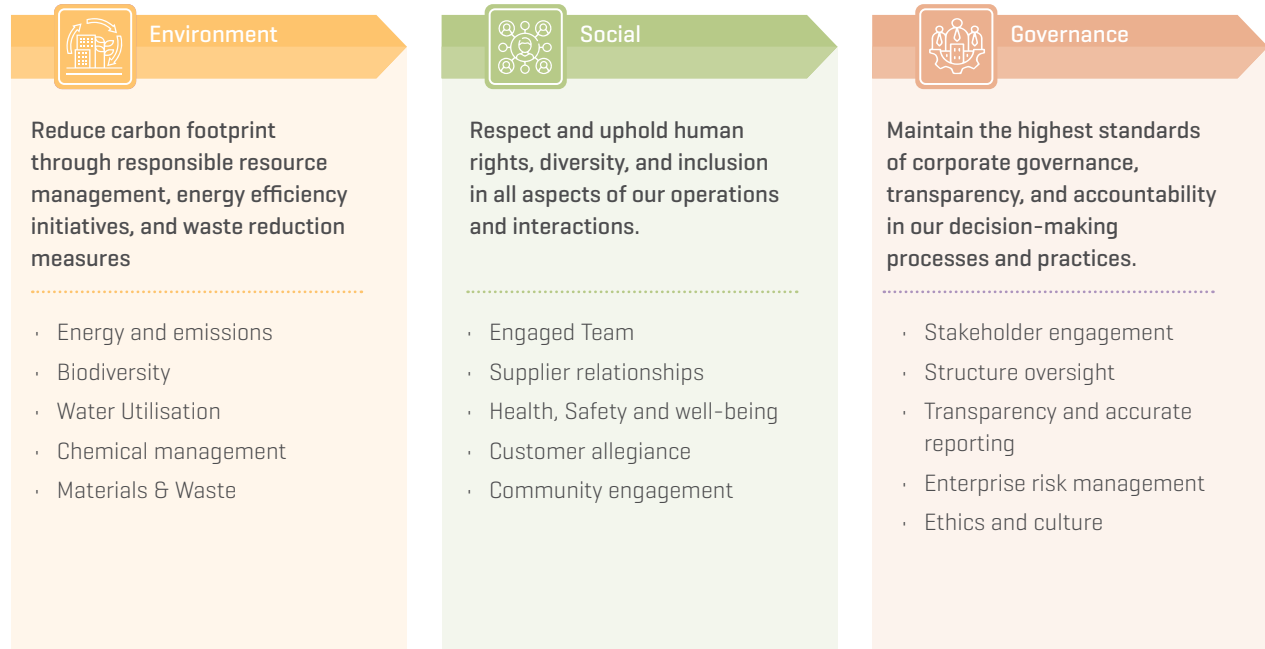 Environment
Reduce carbon footprint
through responsible resource
management, energy efficiency
initiatives, and waste reduction
measures
· Energy and emissions
· Biodiversity
· Water Utilisation
· Chemical management
· Materials & Waste
Social
Respect and uphold human
rights, diversity, and inclusion
in all aspects of our operations
and interactions.
· Engaged Team
· Supplier relationships
· Health, Safety and well-being
· Customer allegiance
· Community engagement
Governance
Maintain the highest standards
of corporate governance,
transparency, and accountability
in our decision-making
processes and practices.
· Stakeholder engagement
· Structure oversight
· Transparency and accurate
reporting
· Enterprise risk management
· Ethics and culture